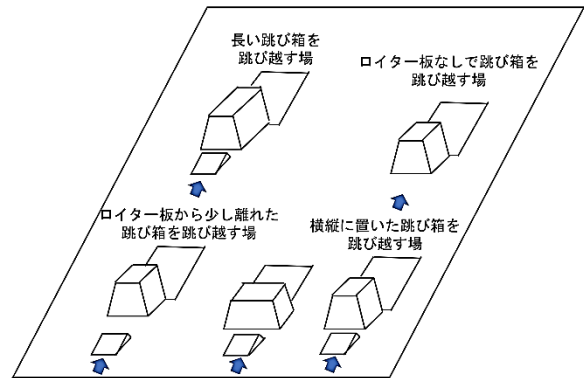 長い跳び箱を
跳び越す場
ロイター板なしで跳び箱を
跳び越す場
ロイター板から少し離れた
跳び箱を跳び越す場
横縦に置いた跳び箱を
跳び越す場